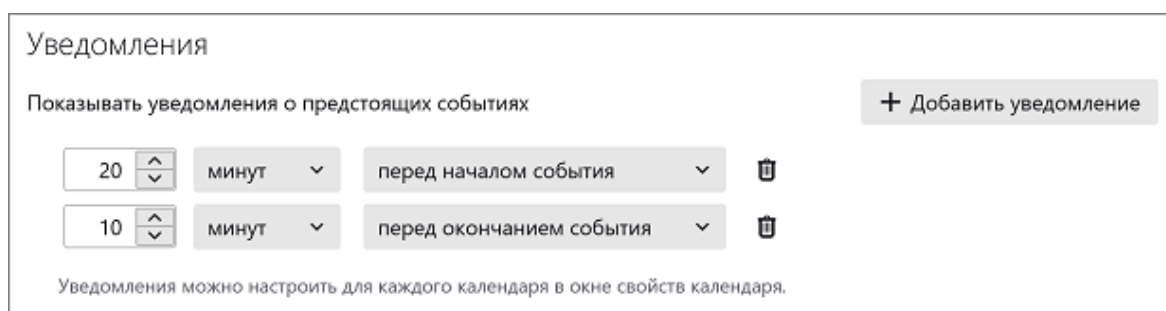 Уведомления
Показывать уведомления о предстоящих событиях
+ Добавить уведомление
20 минут перед началом события
10 минут перед окончанием события
Уведомления можно настроить для каждого календаря в окне свойств календаря.